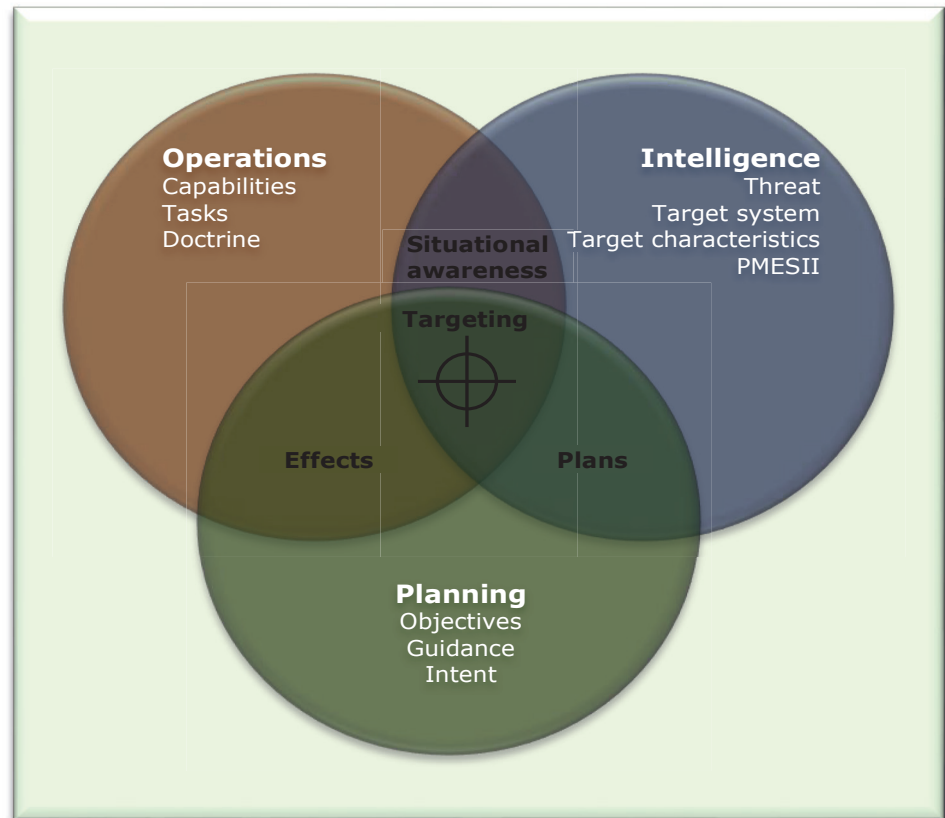 Operations
Capabilities
Tasks
Doctrine
Intelligence
Threat
Target system
Target characteristics
PMESII
Situational
awareness
Targeting
Effects
Plans
Planning
Objectives
Guidance
Intent